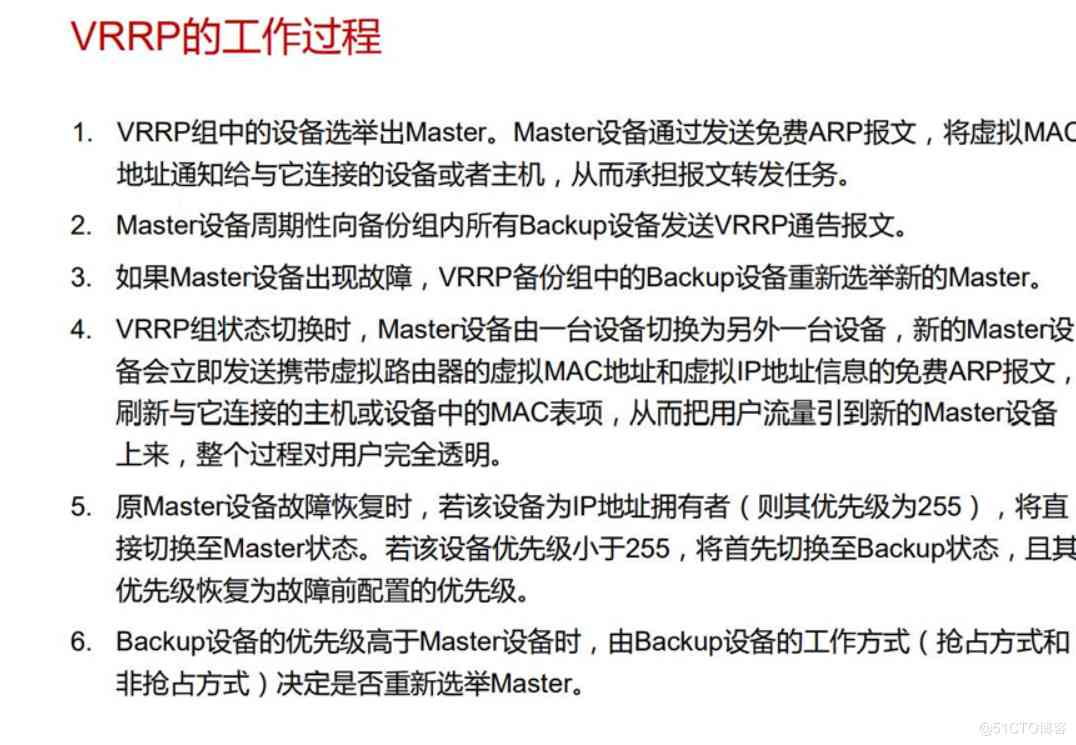 VRRP的工作过程
1. VRRP组中的设备选举出Master。Master设备通过发送免费ARP报文，将虚拟MAC
地址通知给与它连接的设备或者主机，从而承担报文转发任务。
2. Master设备周期性向备份组内所有Backup设备发送VRRP通告报文。
3. 如果Master设备出现故障，VRRP备份组中的Backup设备重新选举新的Master。
4. VRRP组状态切换时，Master设备由一台设备切换为另外一台设备，新的Master设
备会立即发送携带虚拟路由器的虚拟MAC地址和虚拟IP地址信息的免费ARP报文，
刷新与它连接的主机或设备中的MAC表项，从而把用户流量引到新的Master设备
上来，整个过程对用户完全透明。
5. 原Master设备故障恢复时，若该设备为IP地址拥有者（则其优先级为255），将直
接切换至Master状态。若该设备优先级小于255，将首先切换至Backup状态，且其
优先级恢复为故障前配置的优先级。
6. Backup设备的优先级高于Master设备时，由Backup设备的工作方式（抢占方式和
非抢占方式）决定是否重新选举Master。
@51CTO博客